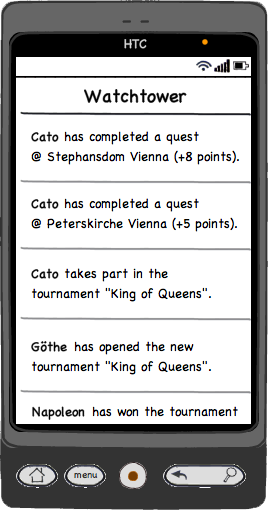 HTC
Watchtower
Cato has completed a quest
@ Stephansdom Vienna (+8 points).
Cato has completed a quest
@ Peterskirche Vienna (+5 points).
Cato takes part in the
tournament "King of Queens".
Göthe has opened the new
tournament "King of Queens".
Napoleon has won the tournament
menu